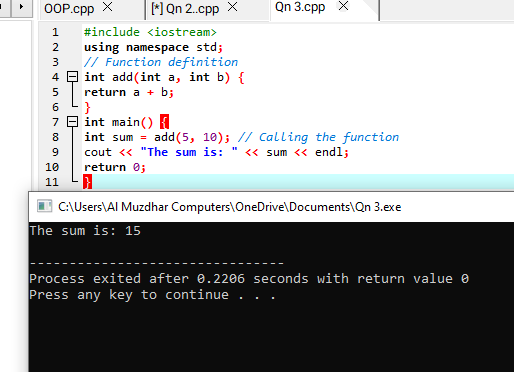 OOP.cpp [*] Qn 2..cpp Qn 3.cpp
1 #include <iostream>
2 using namespace std;
3 // Function definition
4 int add(int a, int b) {
5 return a + b;
6 }
7 int main() {
8 int sum = add(5, 10); // Calling the function
9 cout << "The sum is: " << sum << endl;
10 return 0;
11 }
C:\Users\Al Muzdhar Computers\OneDrive\Documents\Qn 3.exe
The sum is: 15
--------------------------------
Process exited after 0.2206 seconds with return value 0
Press any key to continue . . .